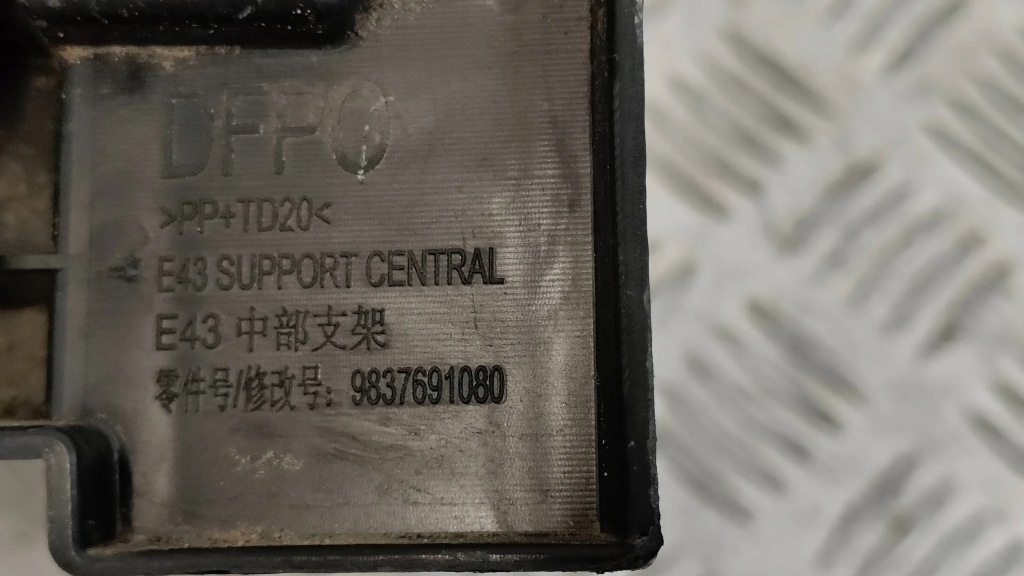 DFPO
>PP+TD20<
E43 SUPPORT CENTRAL
E43 中部支架
零件号/修改号: 9837691080